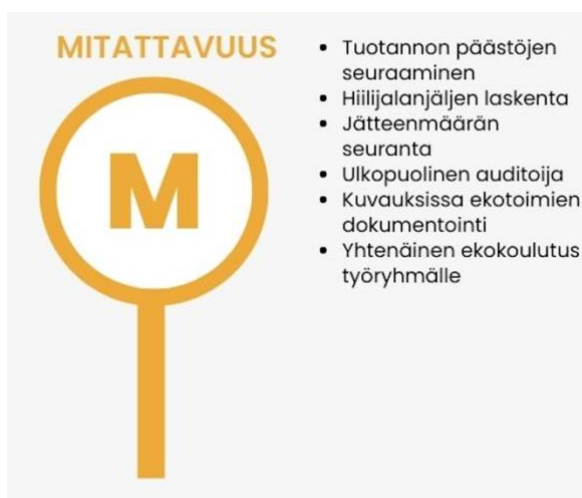 MITATTAVUUS
M
• Tuotannon päästöjen
seuraaminen
• Hiilijalanjäljen laskenta
• Jätteenmäärän
seuranta
• Ulkopuolinen auditoija
• Kuvauksissa ekotoimien
dokumentointi
• Yhtenäinen ekokoulutus
työryhmälle